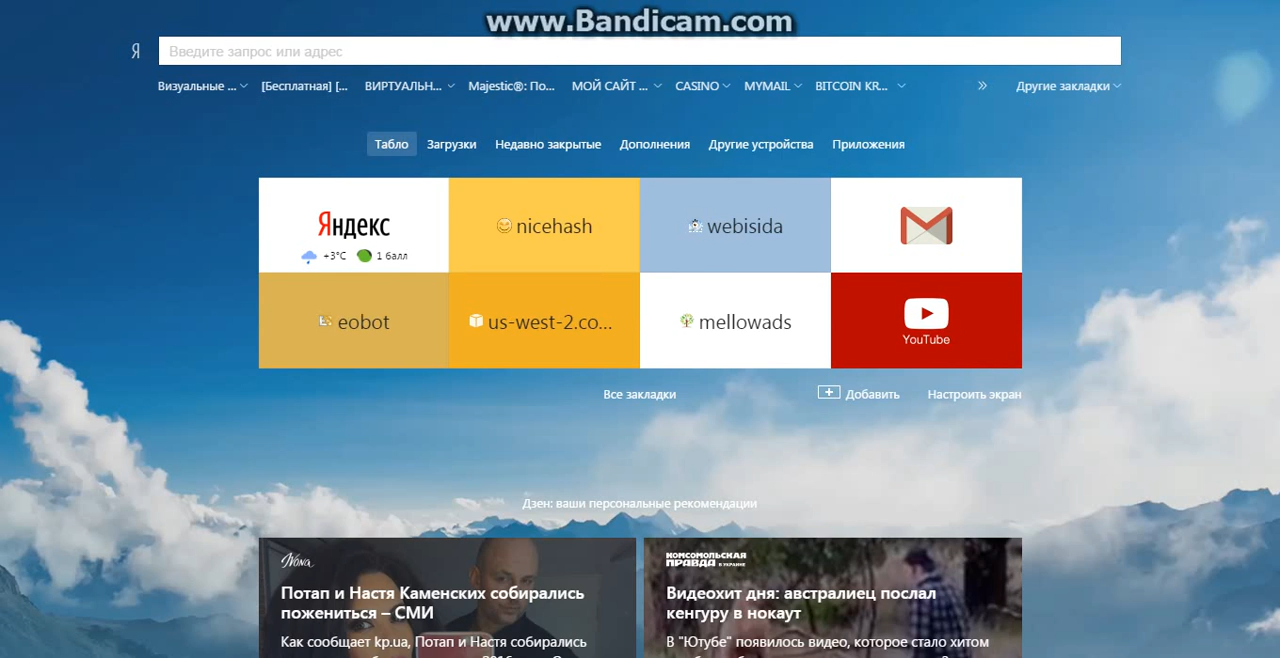 www.Bandicam.com
Я
Введите запрос или адрес
Визуальные ... [Бесплатная] [... ВИРТУАЛЬН... Majestic®: По... МОЙ САЙТ ... CASINO MYMAIL BITCOIN KR... » Другие закладки
Табло Загрузки Недавно закрытые Дополнения Другие устройства Приложения
Яндекс
+3°C 1 балл
nicehash
webisida
eobot
us-west-2.co...
mellowads
YouTube
Все закладки Добавить Настроить экран
Дзен: ваши персональные рекомендации
Nona
Потап и Настя Каменских собирались
пожениться – СМИ
Как сообщает kp.ua, Потап и Настя собирались
КОМСОМОЛЬСКАЯ
ПРАВДА В УКРАИНЕ
Видеохит дня: австралиец послал
кенгуру в нокаут
В "Ютубе" появилось видео, которое стало хитом